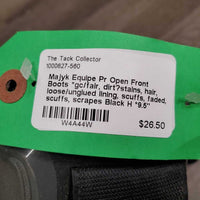 The Tack Collector
1000627-560
Majyk Equipe Pr Open Front
Boots "gc/fair, dirt?stains, hair,
loose/unglued lining, scuffs, faded,
scuffs, scrapes Black H *9.5"
W4A44W
$26.50